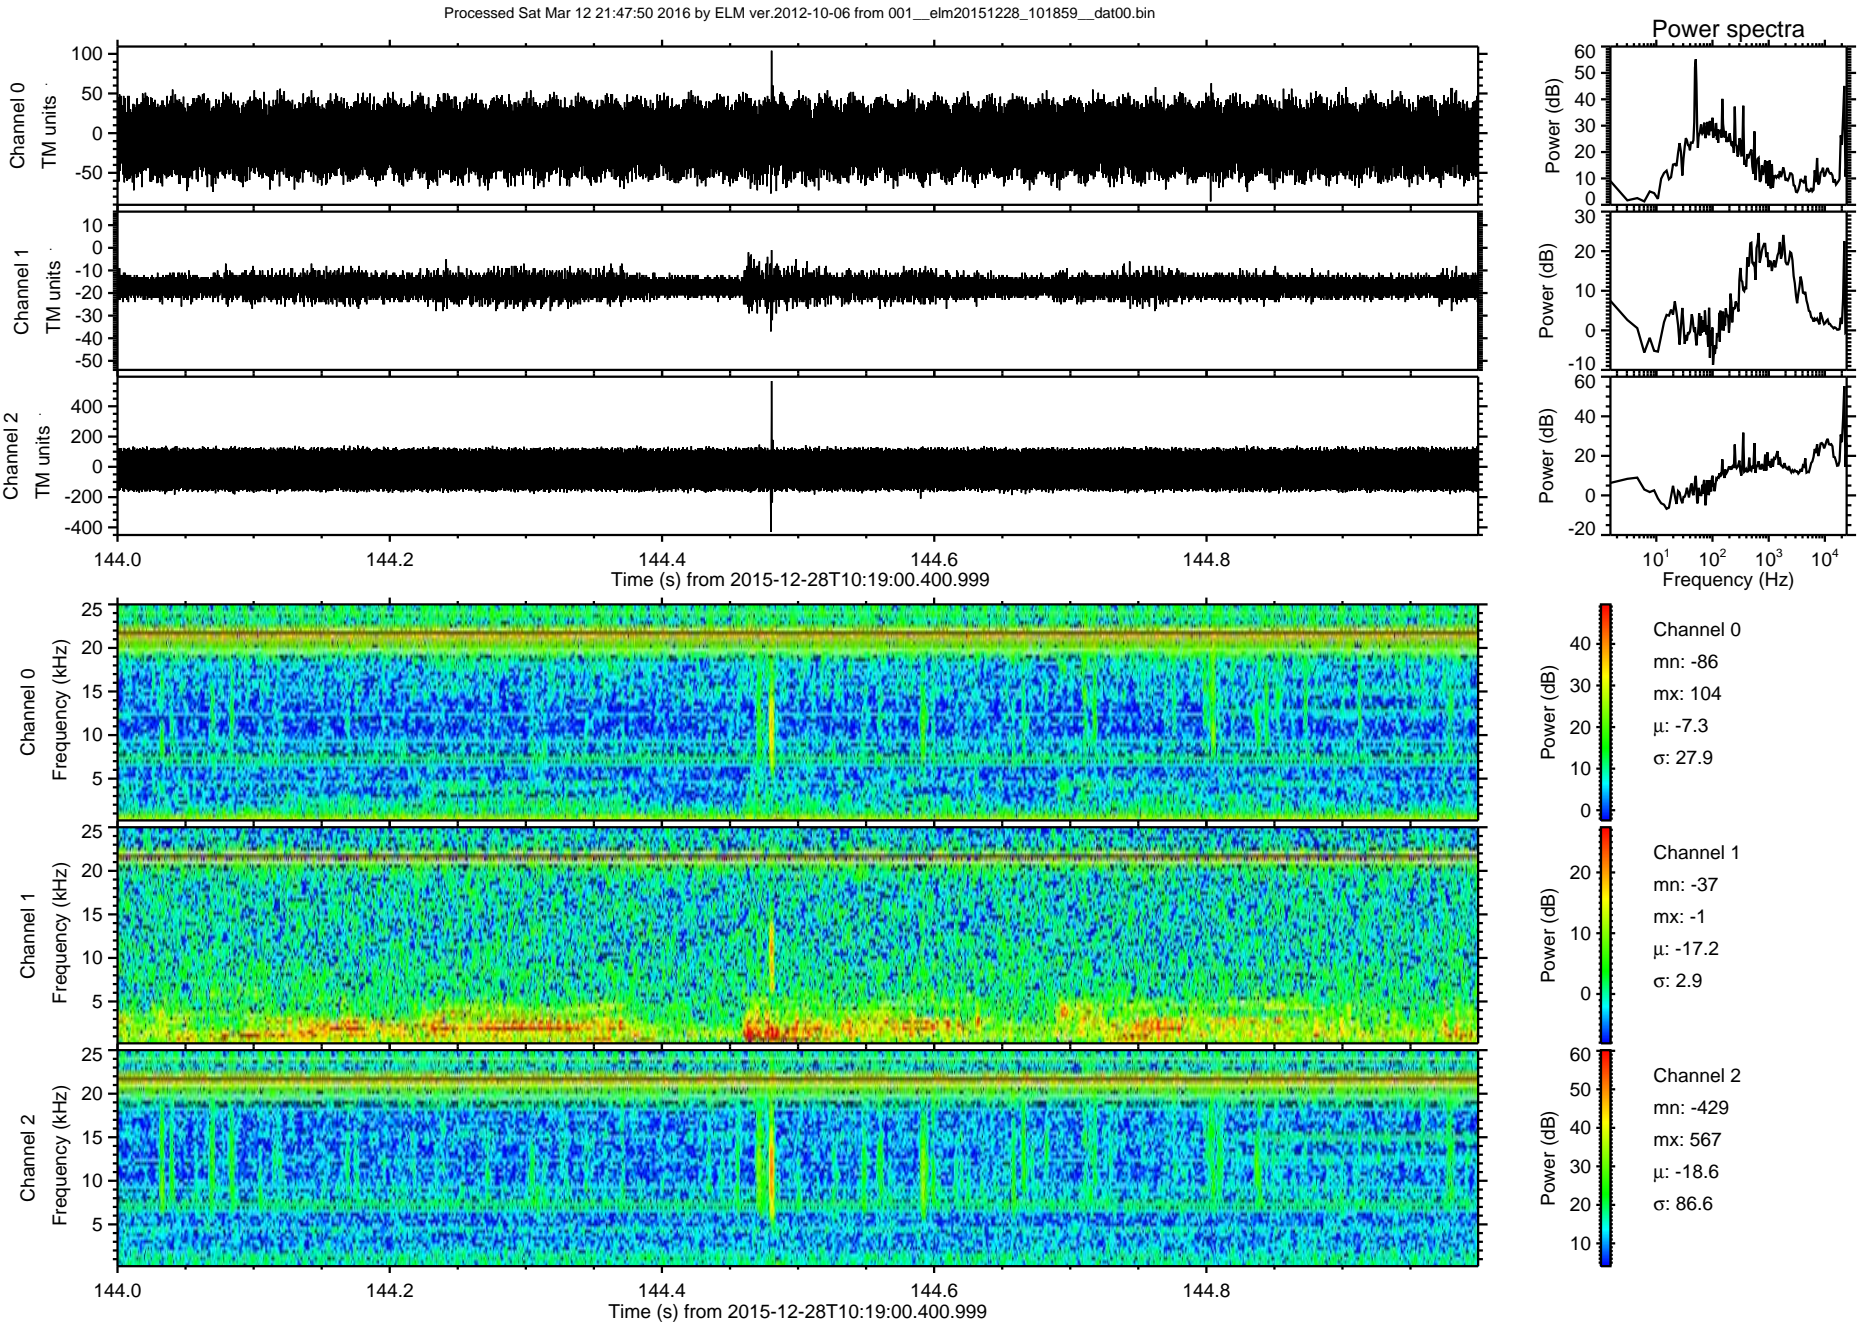 Processed Sat Mar 12 21:47:50 2016 by ELM ver.2012-10-06 from 001__elm20151228_101859__dat00.bin
Power spectra
Channel 0
TM units
100
50
0
-50
Power (dB)
60
50
40
30
20
10
0
Channel 1
TM units
10
0
-10
-20
-30
-40
-50
Power (dB)
30
20
10
0
-10
Channel 2
TM units
400
200
0
-200
-400
Power (dB)
60
40
20
0
-20
144.0 144.2 144.4 144.6 144.8
Time (s) from 2015-12-28T10:19:00.400.999
10¹ 10² 10³ 10⁴
Frequency (Hz)
Channel 0
Frequency (kHz)
25
20
15
10
5
Power (dB)
40
30
20
10
0
Channel 0
mn: -86
mx: 104
μ: -7.3
σ: 27.9
Channel 1
Frequency (kHz)
25
20
15
10
5
Power (dB)
20
10
0
Channel 1
mn: -37
mx: -1
μ: -17.2
σ: 2.9
Channel 2
Frequency (kHz)
25
20
15
10
5
Power (dB)
60
50
40
30
20
10
Channel 2
mn: -429
mx: 567
μ: -18.6
σ: 86.6
144.0 144.2 144.4 144.6 144.8
Time (s) from 2015-12-28T10:19:00.400.999